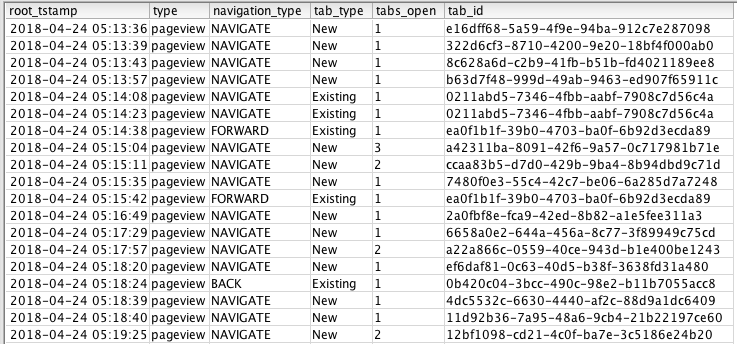 root_tstamp type navigation_type tab_type tabs_open tab_id
2018-04-24 05:13:36 pageview NAVIGATE New 1 e16dff68-5a59-4f9e-94ba-912c7e287098
2018-04-24 05:13:39 pageview NAVIGATE New 1 322d6cf3-8710-4200-9e20-18bf4f000ab0
2018-04-24 05:13:43 pageview NAVIGATE New 1 8c628a6d-c2b9-41fb-b51b-fd4021189ee8
2018-04-24 05:13:57 pageview NAVIGATE New 1 b63d7f48-999d-49ab-9463-ed907f65911c
2018-04-24 05:14:08 pageview NAVIGATE Existing 1 0211abd5-7346-4fbb-aabf-7908c7d56c4a
2018-04-24 05:14:23 pageview NAVIGATE Existing 1 0211abd5-7346-4fbb-aabf-7908c7d56c4a
2018-04-24 05:14:38 pageview FORWARD Existing 1 ea0f1b1f-39b0-4703-ba0f-6b92d3ecda89
2018-04-24 05:15:04 pageview NAVIGATE New 3 a42311ba-8091-42f6-9a57-0c717981b71e
2018-04-24 05:15:11 pageview NAVIGATE New 2 ccaa83b5-d7d0-429b-9ba4-8b94dbd9c71d
2018-04-24 05:15:35 pageview NAVIGATE New 1 7480f0e3-55c4-42c7-be06-6a285d7a7248
2018-04-24 05:15:42 pageview FORWARD Existing 1 ea0f1b1f-39b0-4703-ba0f-6b92d3ecda89
2018-04-24 05:16:49 pageview NAVIGATE New 1 2a0fbf8e-fca9-42ed-8b82-a1e5fee311a3
2018-04-24 05:17:29 pageview NAVIGATE New 1 6658a0e2-644a-456a-8c77-3f89949c75cd
2018-04-24 05:17:57 pageview NAVIGATE New 2 a22a866c-0559-40ce-943d-b1e400be1243
2018-04-24 05:18:20 pageview NAVIGATE New 1 ef6daf81-0c63-40d5-b38f-3638fd31a480
2018-04-24 05:18:24 pageview BACK Existing 1 0b420c04-3bcc-490c-98e2-b11b7055acc8
2018-04-24 05:18:39 pageview NAVIGATE New 1 4dc5532c-6630-4440-af2c-88d9a1dc6409
2018-04-24 05:18:40 pageview NAVIGATE New 1 11d92b36-7a95-48a6-9cb4-21b22197ce60
2018-04-24 05:19:25 pageview NAVIGATE New 2 12bf1098-cd21-4c0f-ba7e-3c5186e24b20